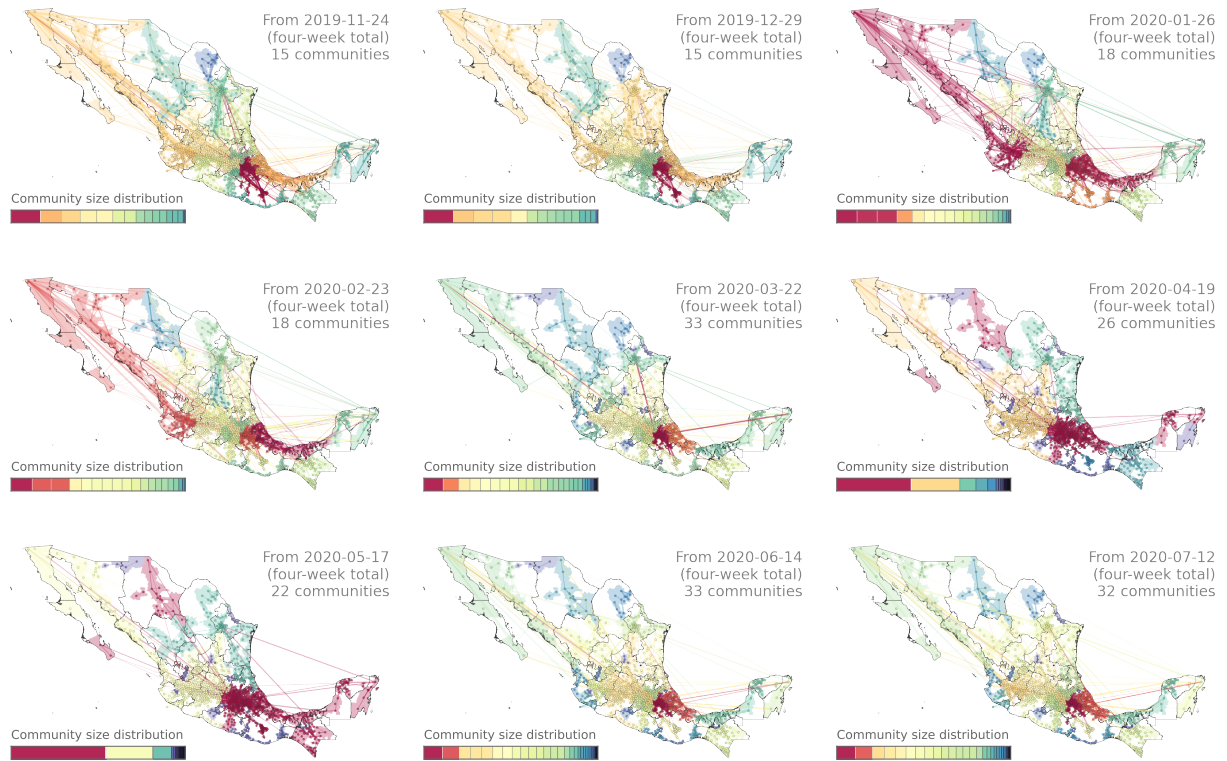 From 2019-11-24
(four-week total)
15 communities
Community size distribution
From 2019-12-29
(four-week total)
15 communities
Community size distribution
From 2020-01-26
(four-week total)
18 communities
Community size distribution
From 2020-02-23
(four-week total)
18 communities
Community size distribution
From 2020-03-22
(four-week total)
33 communities
Community size distribution
From 2020-04-19
(four-week total)
26 communities
Community size distribution
From 2020-05-17
(four-week total)
22 communities
Community size distribution
From 2020-06-14
(four-week total)
33 communities
Community size distribution
From 2020-07-12
(four-week total)
32 communities
Community size distribution